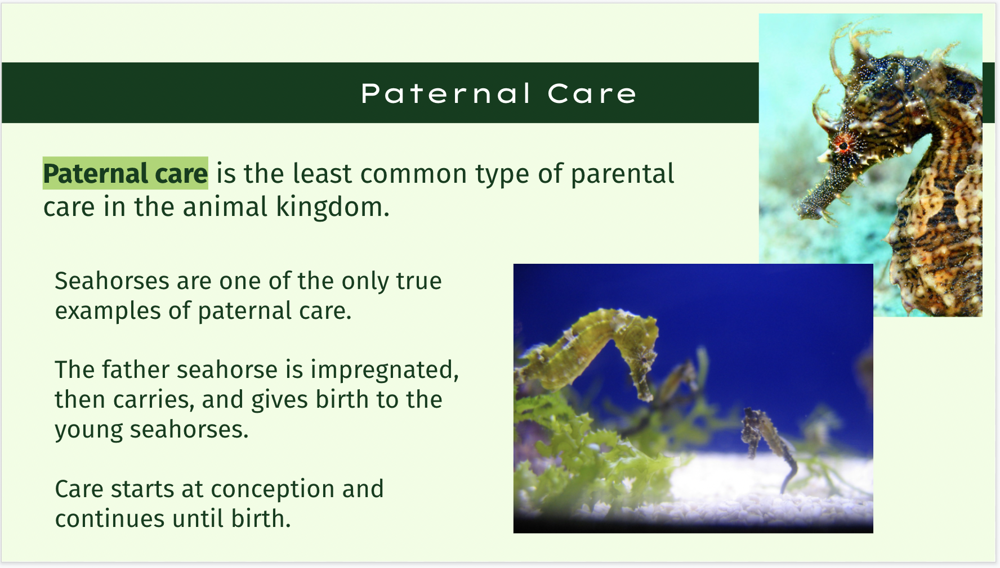 Paternal Care
Paternal care is the least common type of parental
care in the animal kingdom.
Seahorses are one of the only true
examples of paternal care.
The father seahorse is impregnated,
then carries, and gives birth to the
young seahorses.
Care starts at conception and
continues until birth.